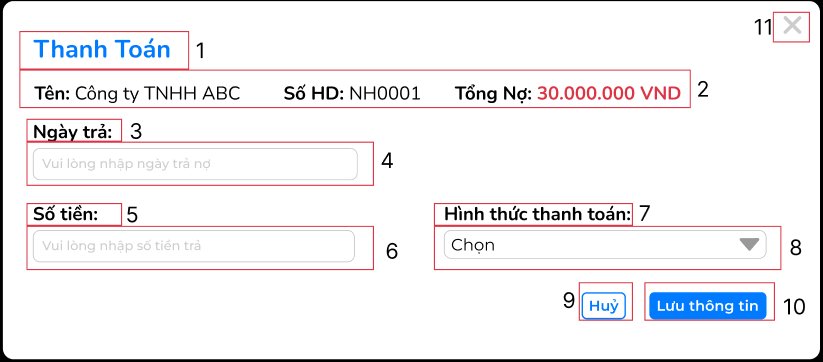 11
Thanh Toán 1
Tên: Công ty TNHH ABC Số HD: NH0001 Tổng Nợ: 30.000.000 VND 2
Ngày trả: 3
Vui lòng nhập ngày trả nợ 4
Số tiền: 5 Hình thức thanh toán: 7
Vui lòng nhập số tiền trả 6 Chọn 8
9 Huỷ Lưu thông tin 10